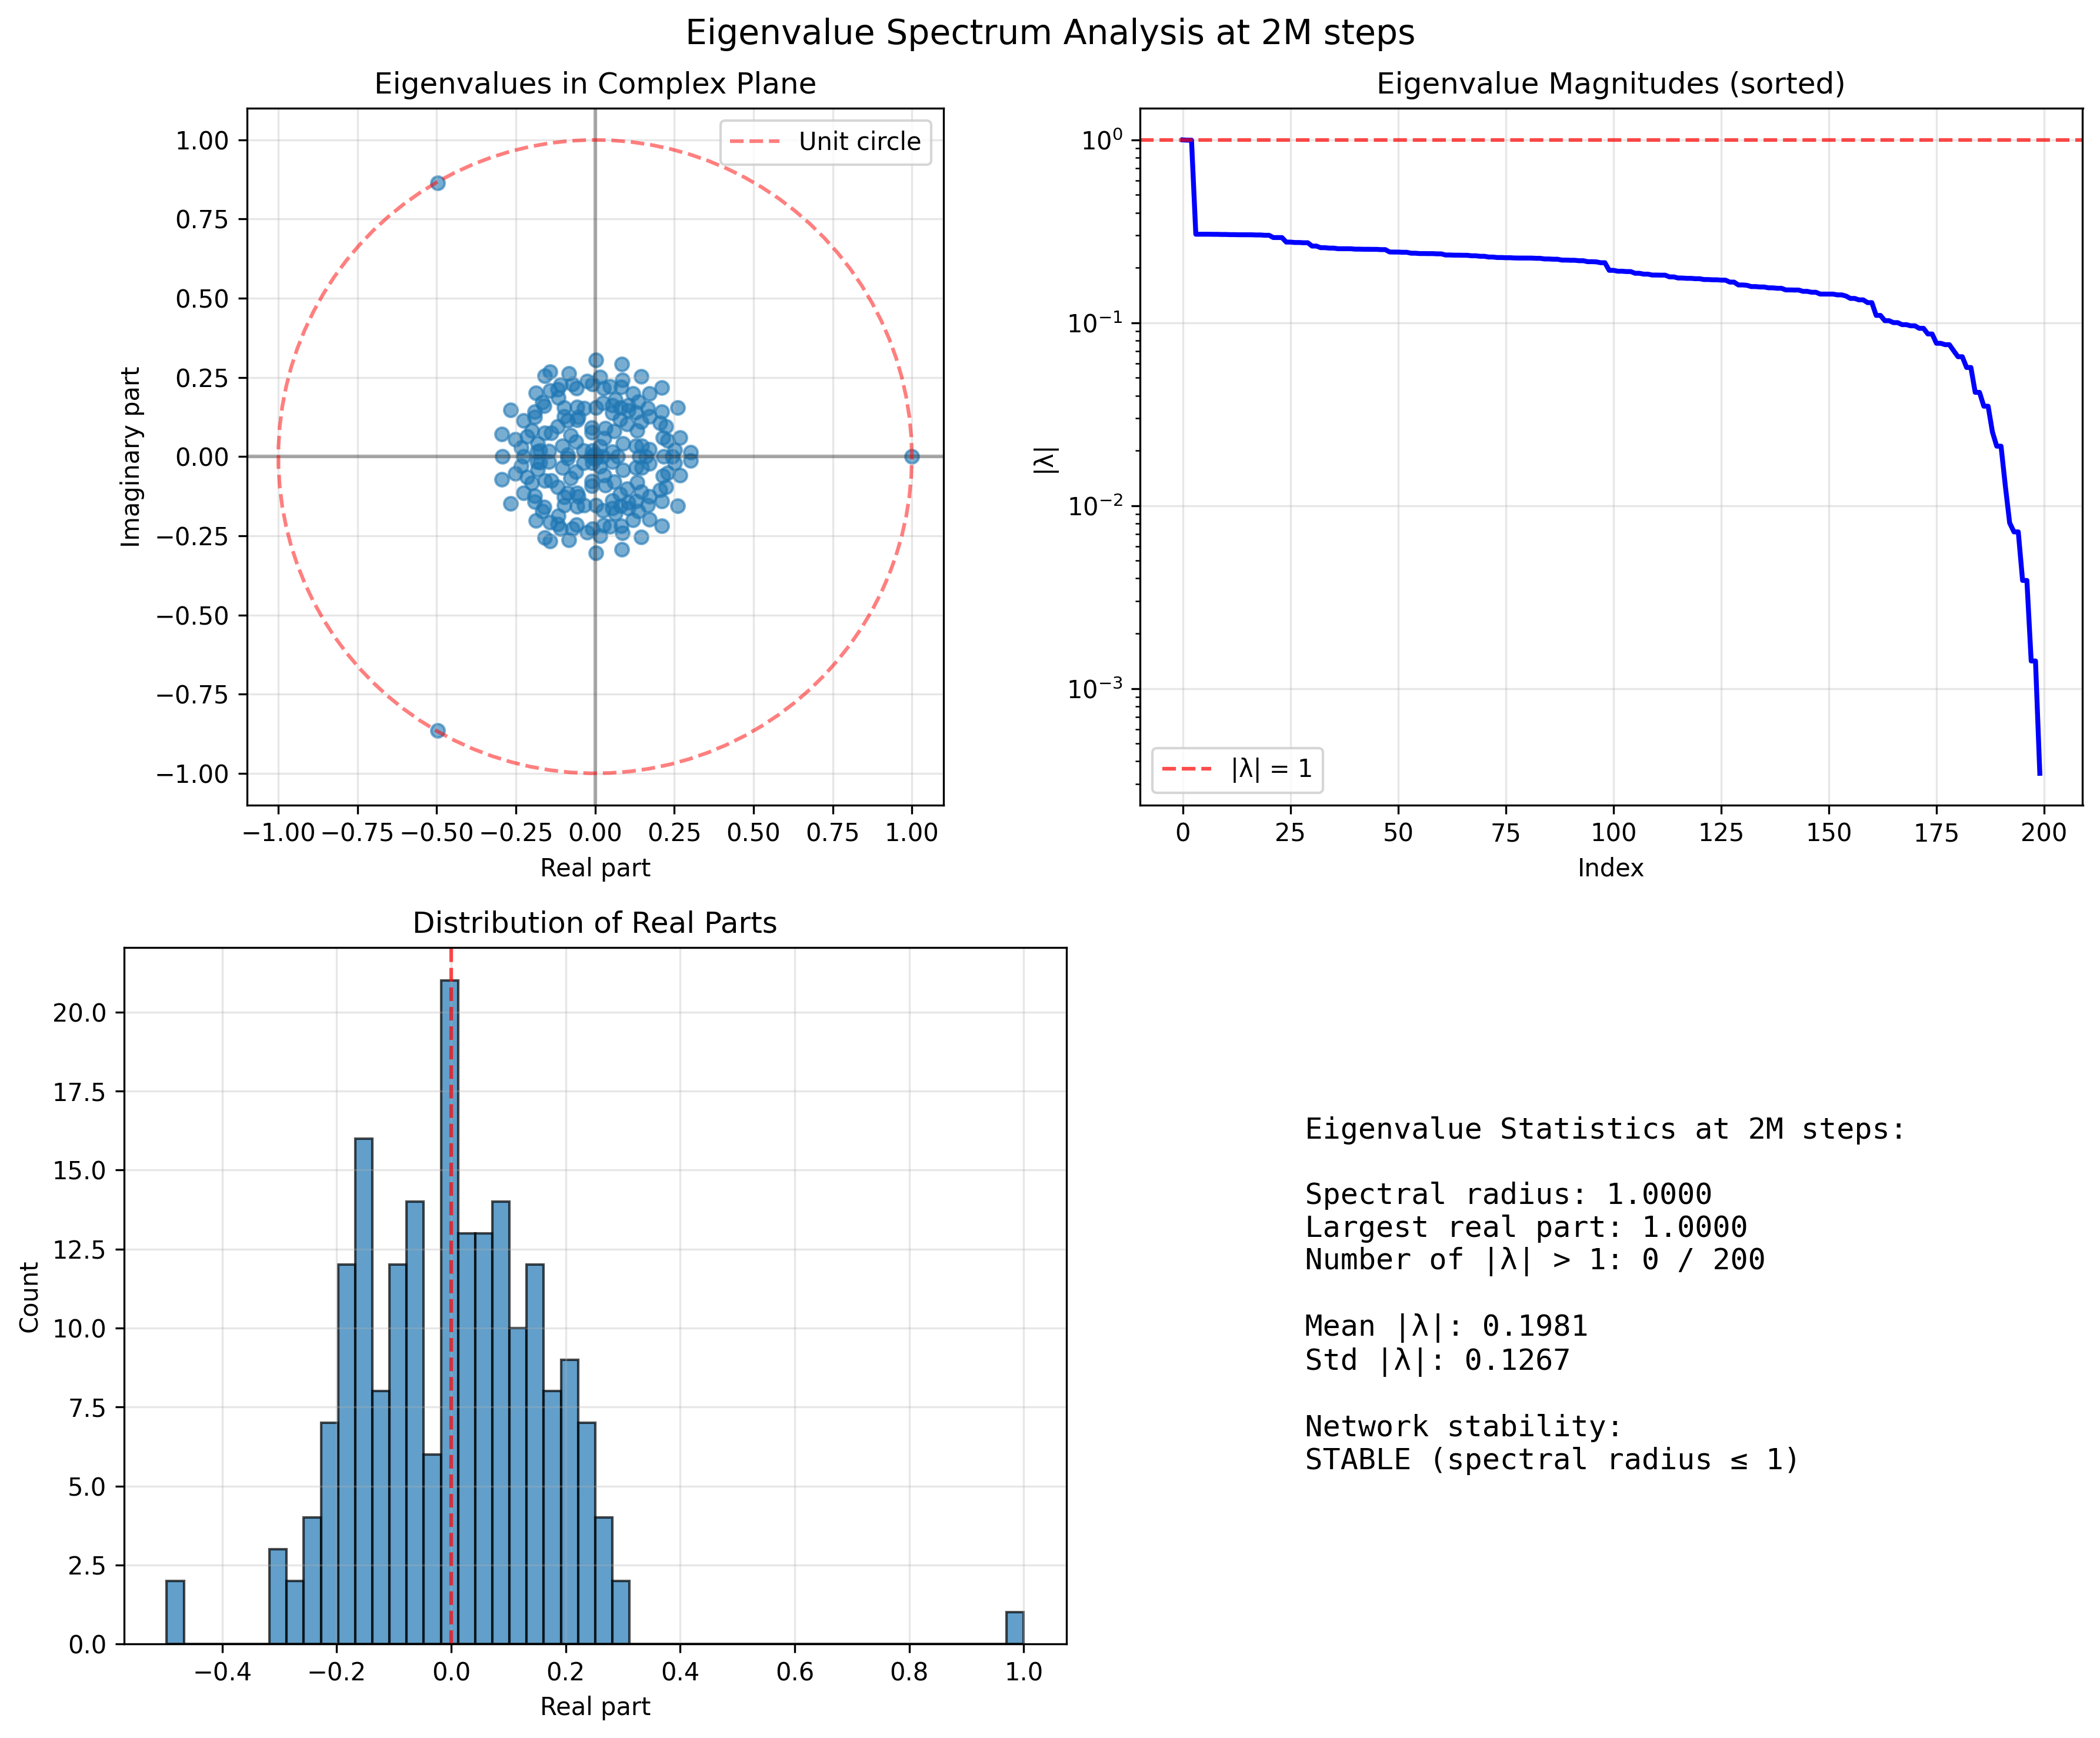 Eigenvalue Spectrum Analysis at 2M steps
Eigenvalues in Complex Plane
Unit circle
1.00
0.75
0.50
0.25
0.00
−0.25
−0.50
−0.75
−1.00
Imaginary part
−1.00 −0.75 −0.50 −0.25 0.00 0.25 0.50 0.75 1.00
Real part
Eigenvalue Magnitudes (sorted)
10⁰
10⁻¹
10⁻²
10⁻³
|λ|
|λ| = 1
0 25 50 75 100 125 150 175 200
Index
Distribution of Real Parts
20.0
17.5
15.0
12.5
10.0
7.5
5.0
2.5
0.0
Count
−0.4 −0.2 0.0 0.2 0.4 0.6 0.8 1.0
Real part
Eigenvalue Statistics at 2M steps:
Spectral radius: 1.0000
Largest real part: 1.0000
Number of |λ| > 1: 0 / 200
Mean |λ|: 0.1981
Std |λ|: 0.1267
Network stability:
STABLE (spectral radius ≤ 1)